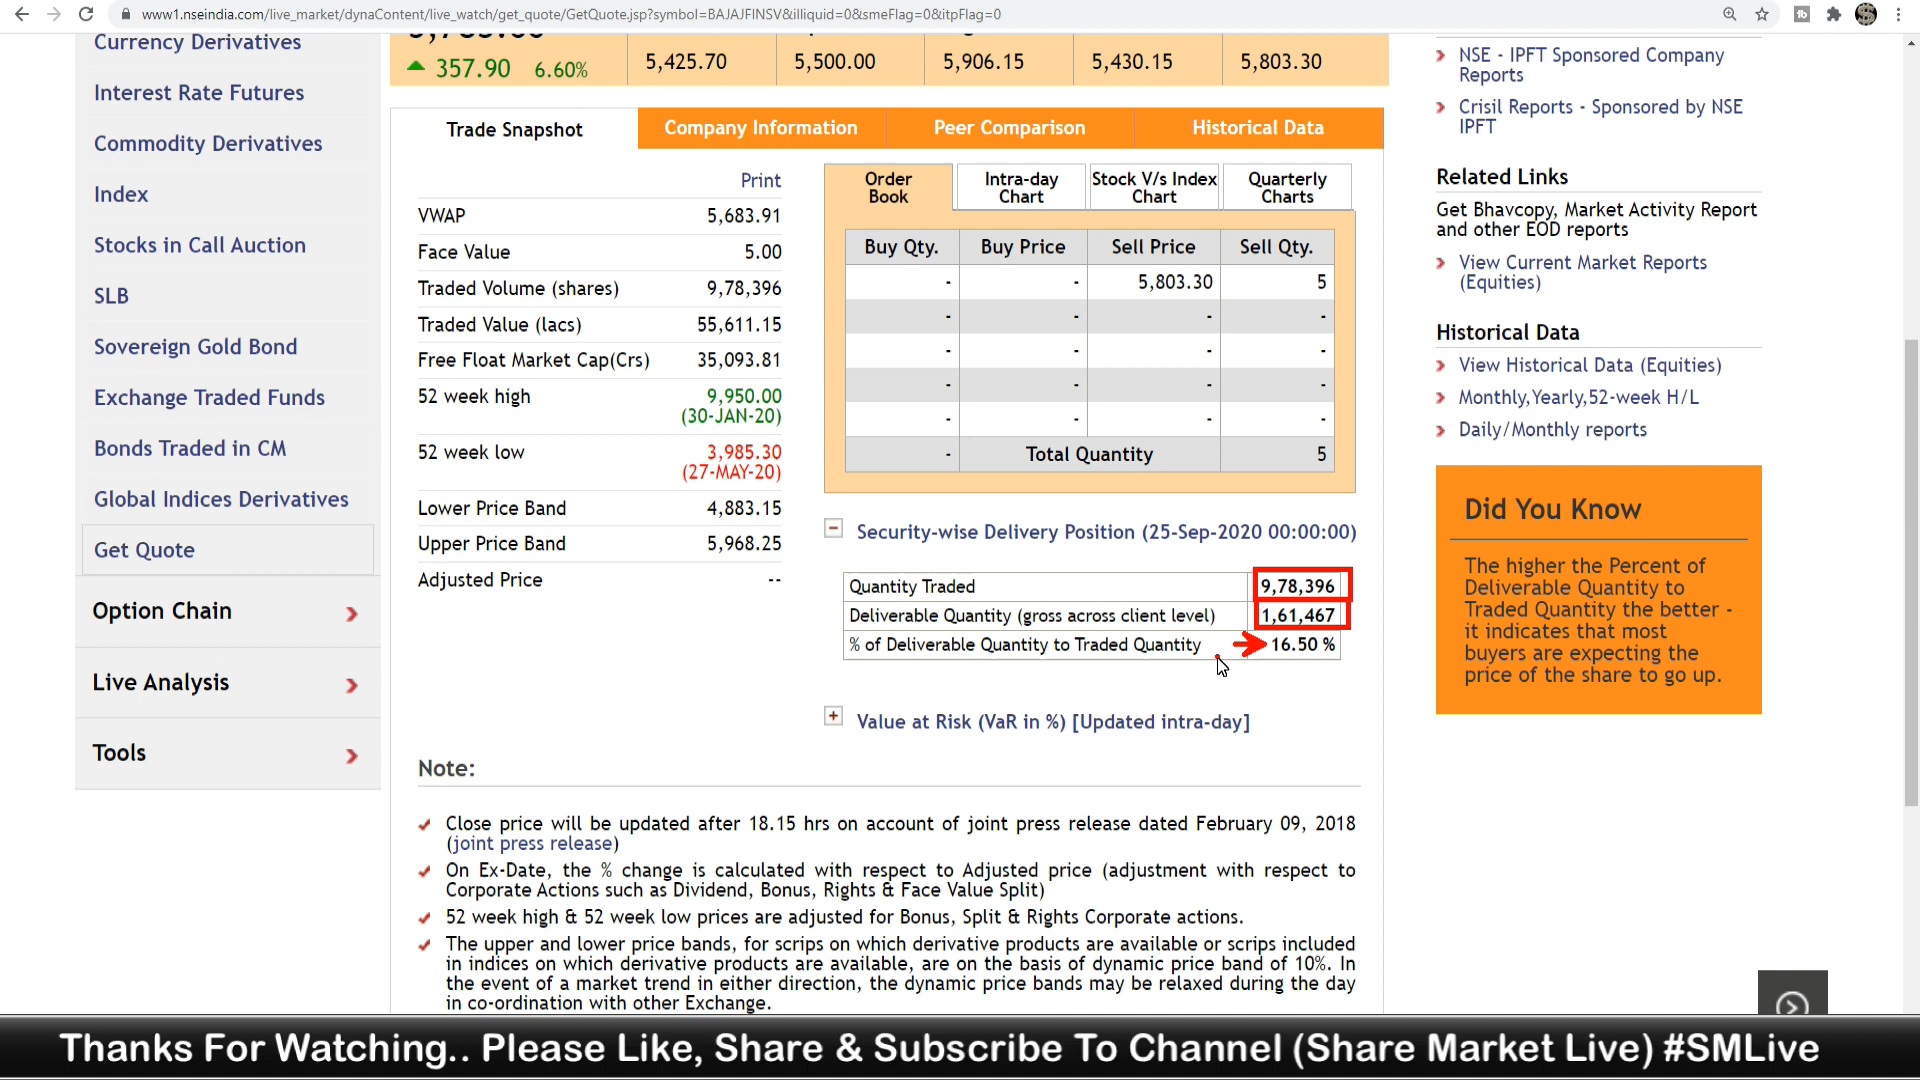 www1.nseindia.com/live_market/dynaContent/live_watch/get_quote/GetQuote.jsp?symbol=BAJAJFINSV&illiquid=0&smeFlag=0&itpFlag=0
Currency Derivatives
Interest Rate Futures
Commodity Derivatives
Index
Stocks in Call Auction
SLB
Sovereign Gold Bond
Exchange Traded Funds
Bonds Traded in CM
Global Indices Derivatives
Get Quote
Option Chain
Live Analysis
Tools
357.90 6.60% 5,425.70 5,500.00 5,906.15 5,430.15 5,803.30
Trade Snapshot Company Information Peer Comparison Historical Data
Print
VWAP 5,683.91
Face Value 5.00
Traded Volume (shares) 9,78,396
Traded Value (lacs) 55,611.15
Free Float Market Cap(Crs) 35,093.81
52 week high 9,950.00
(30-JAN-20)
52 week low 3,985.30
(27-MAY-20)
Lower Price Band 4,883.15
Upper Price Band 5,968.25
Adjusted Price --
Order Book
Intra-day Chart
Stock V/s Index Chart
Quarterly Charts
Buy Qty. Buy Price Sell Price Sell Qty.
- - 5,803.30 5
- - - -
- - - -
- - - -
- - - -
- Total Quantity 5
Security-wise Delivery Position (25-Sep-2020 00:00:00)
Quantity Traded 9,78,396
Deliverable Quantity (gross across client level) 1,61,467
% of Deliverable Quantity to Traded Quantity 16.50 %
Value at Risk (VaR in %) [Updated intra-day]
Note:
Close price will be updated after 18.15 hrs on account of joint press release dated February 09, 2018
(joint press release)
On Ex-Date, the % change is calculated with respect to Adjusted price (adjustment with respect to
Corporate Actions such as Dividend, Bonus, Rights & Face Value Split)
52 week high & 52 week low prices are adjusted for Bonus, Split & Rights Corporate actions.
The upper and lower price bands, for scrips on which derivative products are available or scrips included
in indices on which derivative products are available, are on the basis of dynamic price band of 10%. In
the event of a market trend in either direction, the dynamic price bands may be relaxed during the day
in co-ordination with other Exchange.
NSE - IPFT Sponsored Company
Reports
Crisil Reports - Sponsored by NSE
IPFT
Related Links
Get Bhavcopy, Market Activity Report
and other EOD reports
View Current Market Reports
(Equities)
Historical Data
View Historical Data (Equities)
Monthly,Yearly,52-week H/L
Daily/Monthly reports
Did You Know
The higher the Percent of
Deliverable Quantity to
Traded Quantity the better -
it indicates that most
buyers are expecting the
price of the share to go up.
Thanks For Watching.. Please Like, Share & Subscribe To Channel (Share Market Live) #SMLive